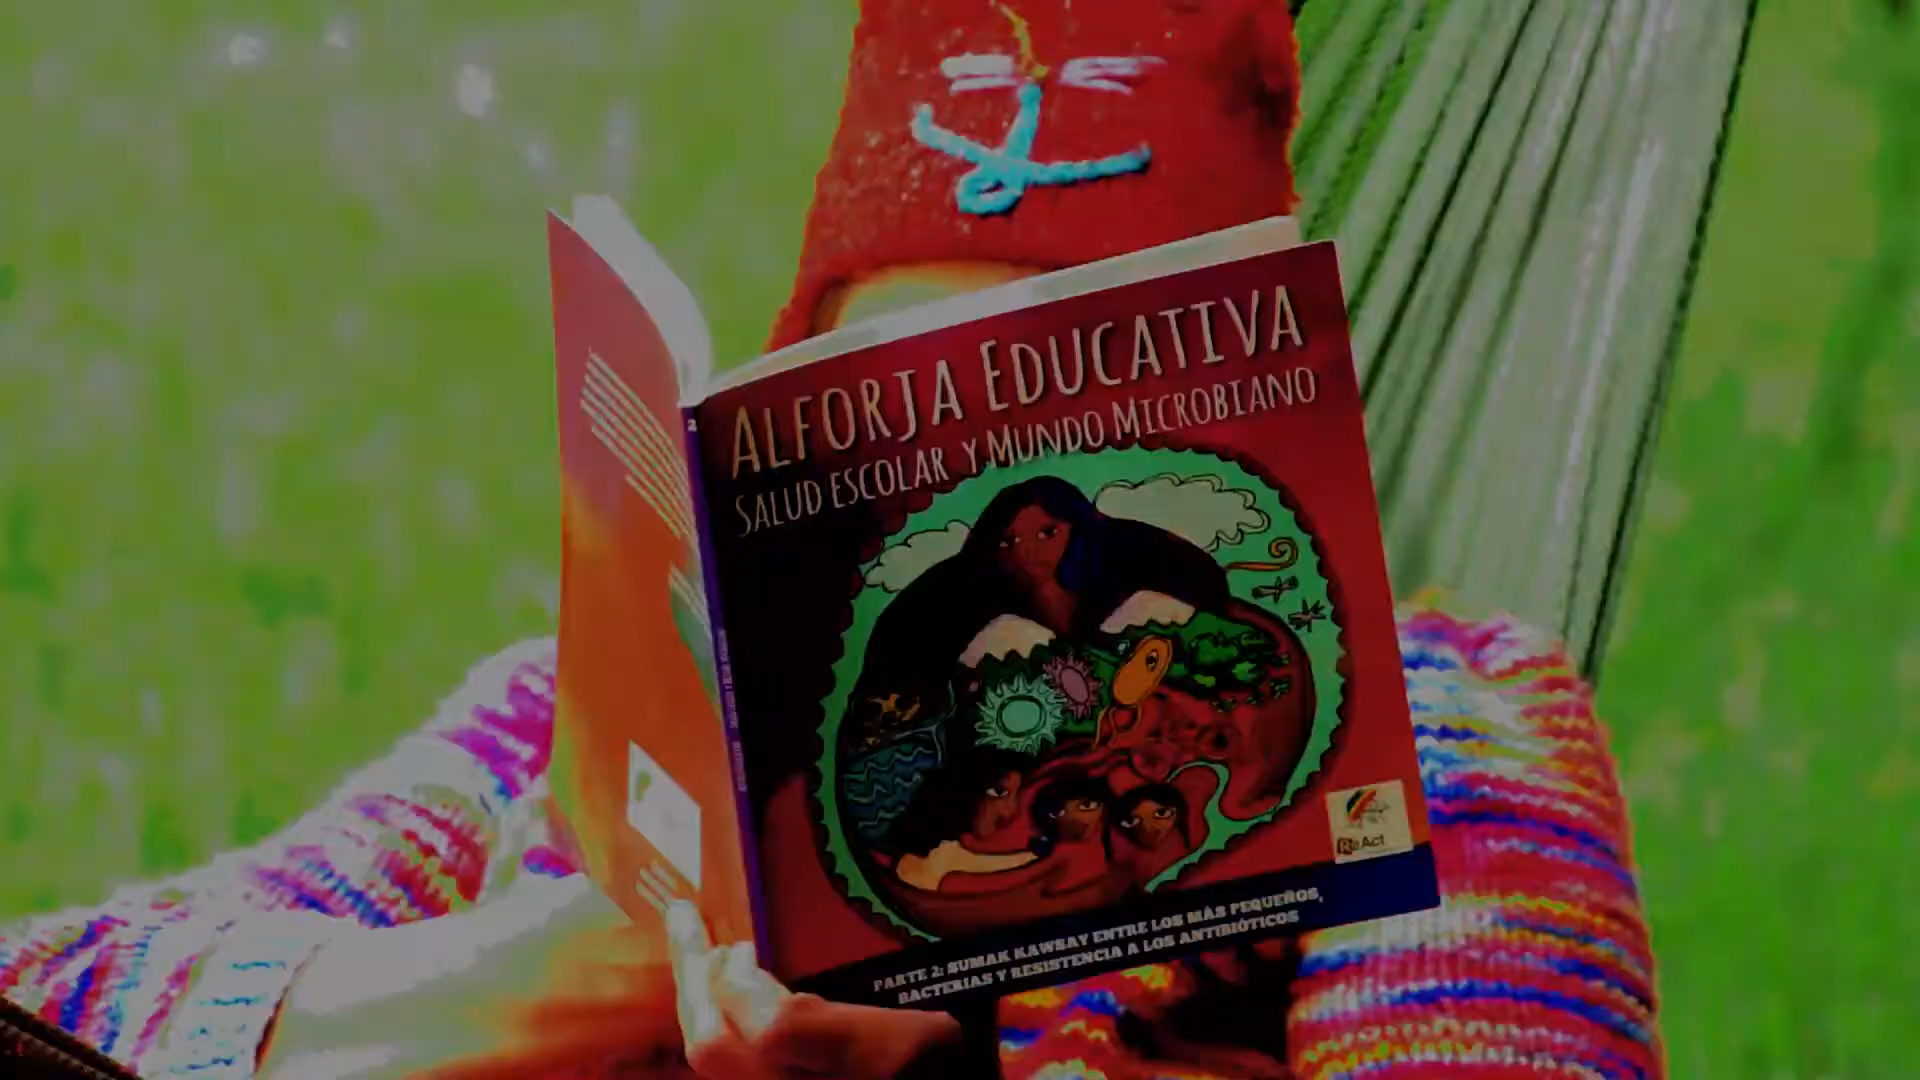 ALFORJA EDUCATIVA
SALUD ESCOLAR Y MUNDO MICROBIANO
2
ReAct
PARTE 2: SUMAK KAWSAY ENTRE LOS MÁS PEQUEÑOS,
BACTERIAS Y RESISTENCIA A LOS ANTIBIÓTICOS